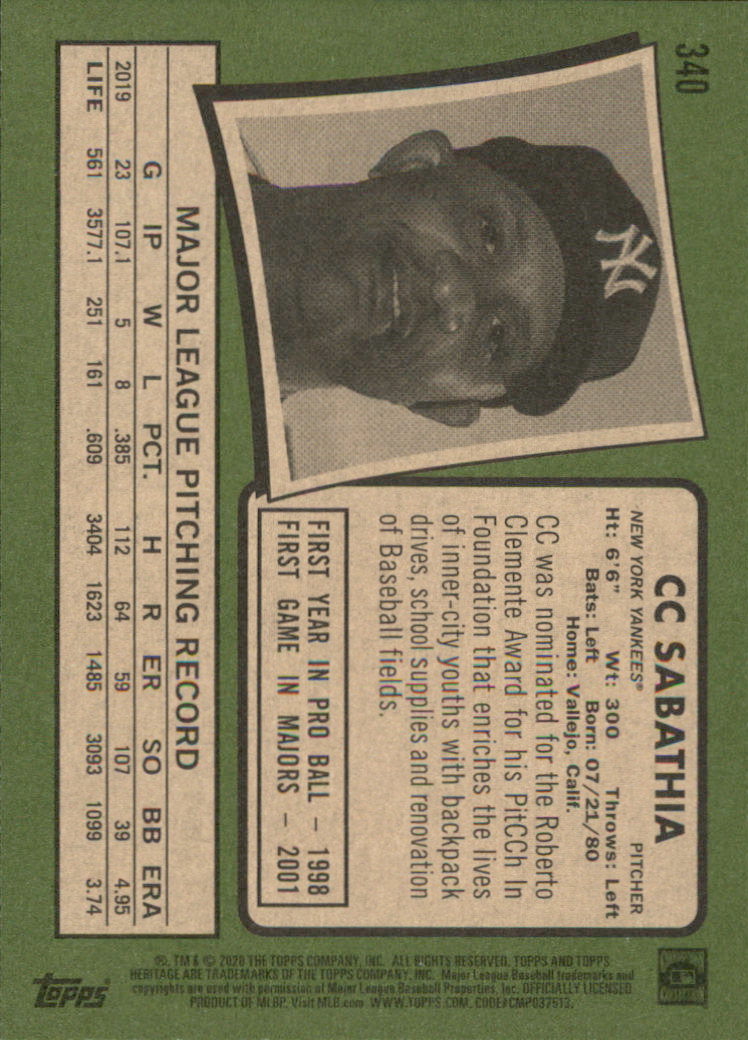 340
NY
CC SABATHIA
NEW YORK YANKEES® PITCHER
Ht: 6'6" Wt: 300 Throws: Left
Bats: Left Born: 07/21/80
Home: Vallejo, Calif.
CC was nominated for the Roberto
Clemente Award for his PitCCh In
Foundation that enriches the lives
of inner-city youths with backpack
drives, school supplies and renovation
of Baseball fields.
FIRST YEAR IN PRO BALL – 1998
FIRST GAME IN MAJORS – 2001
MAJOR LEAGUE PITCHING RECORD
G IP W L PCT. H R ER SO BB ERA
2019 23 107.1 5 8 .385 112 64 59 107 39 4.95
LIFE 561 3577.1 251 161 .609 3404 1623 1485 3093 1099 3.74
®, TM & © 2020 THE TOPPS COMPANY, INC. ALL RIGHTS RESERVED. TOPPS AND TOPPS
HERITAGE ARE TRADEMARKS OF THE TOPPS COMPANY, INC. Major League Baseball trademarks and
copyrights are used with permission of Major League Baseball Properties, Inc. OFFICIALLY LICENSED
PRODUCT OF MLBP. Visit MLB.com WWW.TOPPS.COM. CODE#CMP037513.
topps